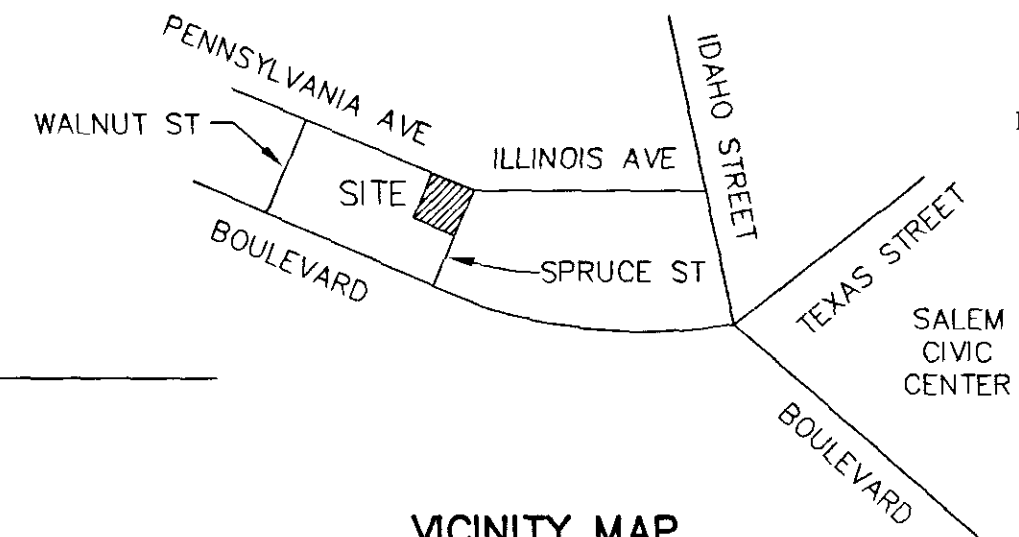 PENNSYLVANIA AVE
IDAHO STREET
WALNUT ST
ILLINOIS AVE
SITE
BOULEVARD
SPRUCE ST
TEXAS STREET
SALEM
CIVIC
CENTER
BOULEVARD
VICINITY MAP